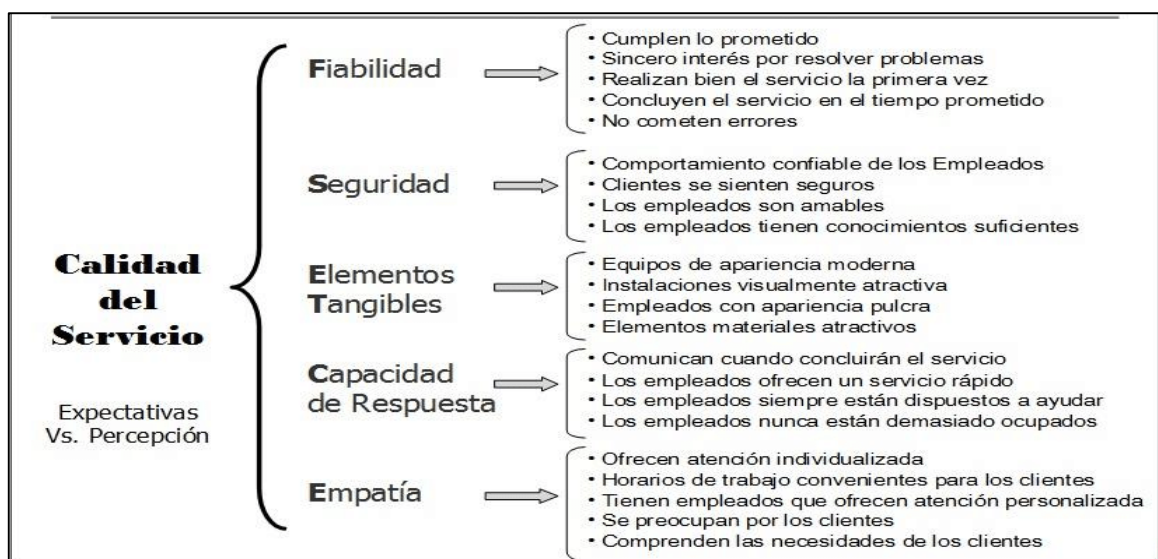 Calidad
del
Servicio
Expectativas
Vs. Percepción
Fiabilidad
• Cumplen lo prometido
• Sincero interés por resolver problemas
• Realizan bien el servicio la primera vez
• Concluyen el servicio en el tiempo prometido
• No cometen errores
Seguridad
• Comportamiento confiable de los Empleados
• Clientes se sienten seguros
• Los empleados son amables
• Los empleados tienen conocimientos suficientes
Elementos
Tangibles
• Equipos de apariencia moderna
• Instalaciones visualmente atractiva
• Empleados con apariencia pulcra
• Elementos materiales atractivos
Capacidad
de Respuesta
• Comunican cuando concluirán el servicio
• Los empleados ofrecen un servicio rápido
• Los empleados siempre están dispuestos a ayudar
• Los empleados nunca están demasiado ocupados
Empatía
• Ofrecen atención individualizada
• Horarios de trabajo convenientes para los clientes
• Tienen empleados que ofrecen atención personalizada
• Se preocupan por los clientes
• Comprenden las necesidades de los clientes